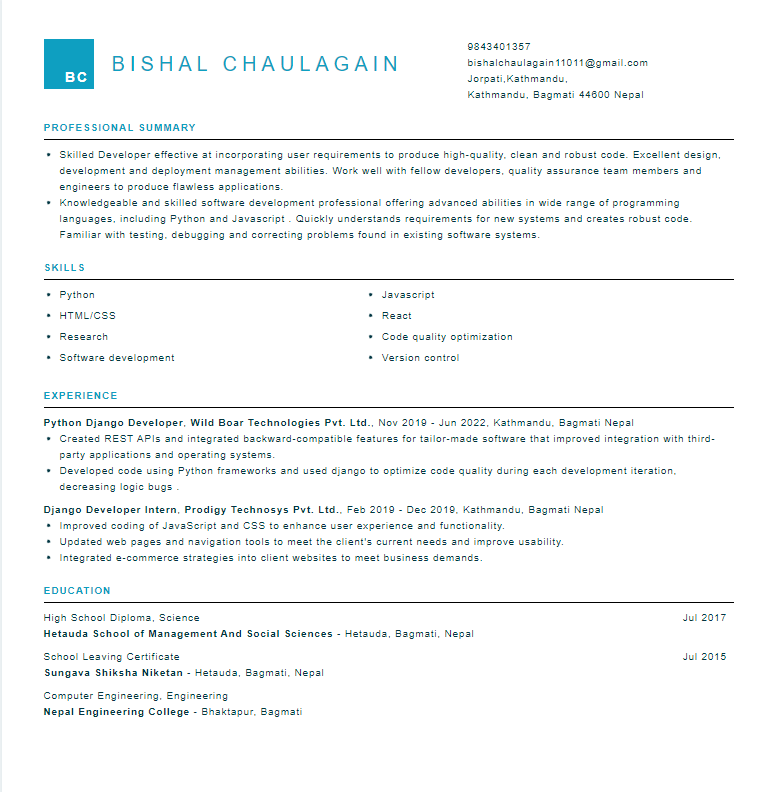 BC
BISHAL CHAULAGAIN
9843401357
bishalchaulagain11011@gmail.com
Jorpati,Kathmandu,
Kathmandu, Bagmati 44600 Nepal
PROFESSIONAL SUMMARY
• Skilled Developer effective at incorporating user requirements to produce high-quality, clean and robust code. Excellent design,
development and deployment management abilities. Work well with fellow developers, quality assurance team members and
engineers to produce flawless applications.
• Knowledgeable and skilled software development professional offering advanced abilities in wide range of programming
languages, including Python and Javascript . Quickly understands requirements for new systems and creates robust code.
Familiar with testing, debugging and correcting problems found in existing software systems.
SKILLS
• Python
• HTML/CSS
• Research
• Software development
• Javascript
• React
• Code quality optimization
• Version control
EXPERIENCE
Python Django Developer, Wild Boar Technologies Pvt. Ltd., Nov 2019 - Jun 2022, Kathmandu, Bagmati Nepal
• Created REST APIs and integrated backward-compatible features for tailor-made software that improved integration with third-
party applications and operating systems.
• Developed code using Python frameworks and used django to optimize code quality during each development iteration,
decreasing logic bugs .
Django Developer Intern, Prodigy Technosys Pvt. Ltd., Feb 2019 - Dec 2019, Kathmandu, Bagmati Nepal
• Improved coding of JavaScript and CSS to enhance user experience and functionality.
• Updated web pages and navigation tools to meet the client's current needs and improve usability.
• Integrated e-commerce strategies into client websites to meet business demands.
EDUCATION
High School Diploma, Science Jul 2017
Hetauda School of Management And Social Sciences - Hetauda, Bagmati, Nepal
School Leaving Certificate Jul 2015
Sungava Shiksha Niketan - Hetauda, Bagmati, Nepal
Computer Engineering, Engineering
Nepal Engineering College - Bhaktapur, Bagmati